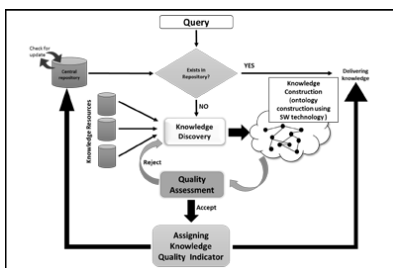 Query
Check for
update
Central
repository
Exists in
Repository?
YES
Delivering
knowledge
NO
Knowledge
Construction
(ontology
construction using
SW technology)
Knowledge Resources
Knowledge
Discovery
Reject
Quality
Assessment
Accept
Assigning
Knowledge
Quality Indicator